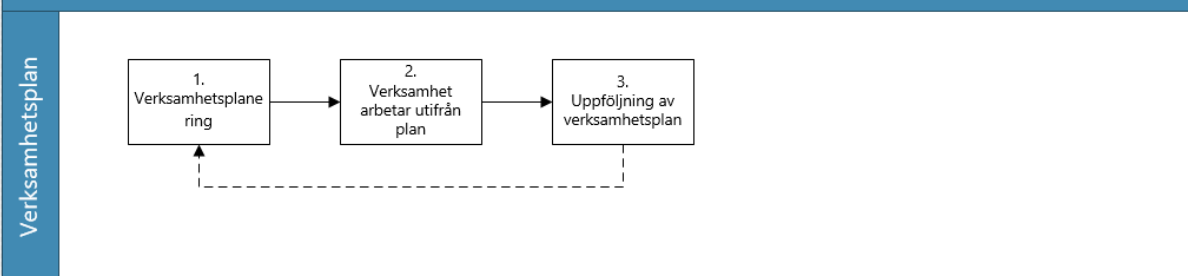 Verksamhetsplan
1.
Verksamhetsplane
ring
2.
Verksamhet
arbetar utifrån
plan
3.
Uppföljning av
verksamhetsplan